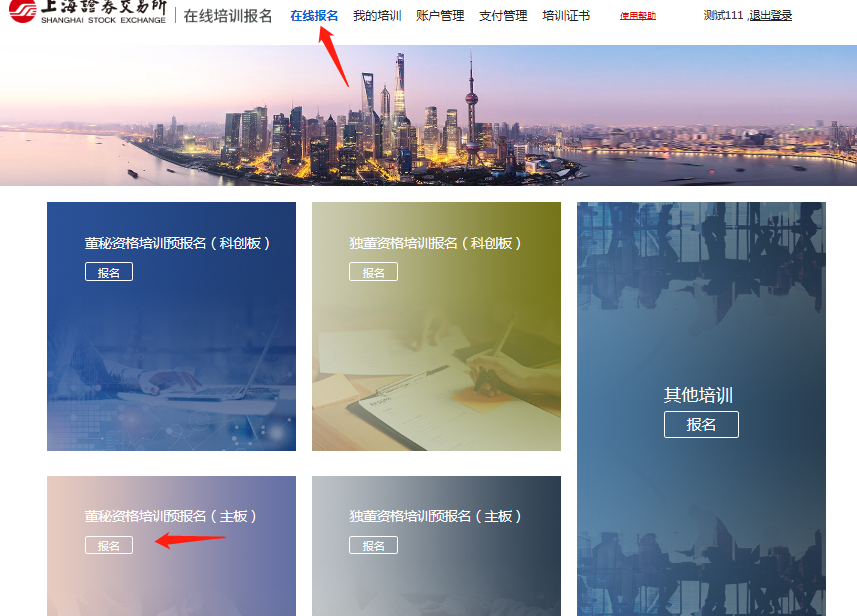 上海證券交易所
SHANGHAI STOCK EXCHANGE
在线培训报名
在线报名 我的培训 账户管理 支付管理 培训证书 使用帮助 测试111 ,退出登录
董秘资格培训预报名（科创板）
报名
独董资格培训报名（科创板）
报名
其他培训
报名
董秘资格培训预报名（主板）
报名
独董资格培训预报名（主板）
报名